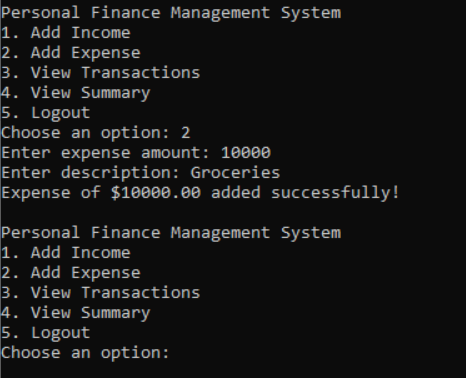 Personal Finance Management System
1. Add Income
2. Add Expense
3. View Transactions
4. View Summary
5. Logout
Choose an option: 2
Enter expense amount: 10000
Enter description: Groceries
Expense of $10000.00 added successfully!

Personal Finance Management System
1. Add Income
2. Add Expense
3. View Transactions
4. View Summary
5. Logout
Choose an option: